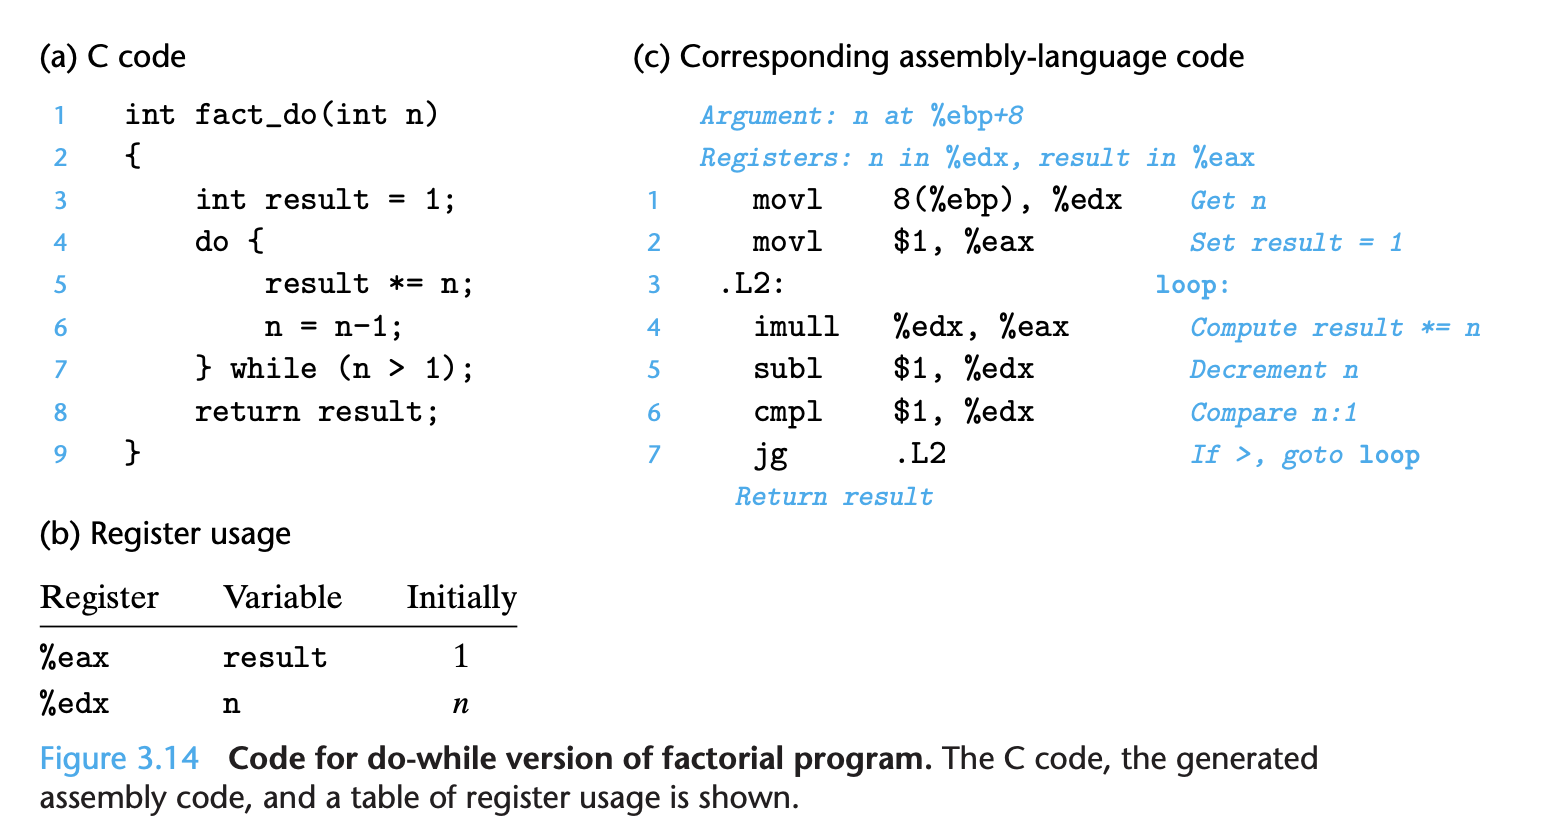 (a) C code
1 int fact_do(int n)
2 {
3 int result = 1;
4 do {
5 result *= n;
6 n = n-1;
7 } while (n > 1);
8 return result;
9 }
(b) Register usage
Register Variable Initially
%eax result 1
%edx n n
(c) Corresponding assembly-language code
Argument: n at %ebp+8
Registers: n in %edx, result in %eax
1 movl 8(%ebp), %edx Get n
2 movl $1, %eax Set result = 1
3 .L2: loop:
4 imull %edx, %eax Compute result *= n
5 subl $1, %edx Decrement n
6 cmpl $1, %edx Compare n:1
7 jg .L2 If >, goto loop
Return result
Figure 3.14 Code for do-while version of factorial program. The C code, the generated
assembly code, and a table of register usage is shown.